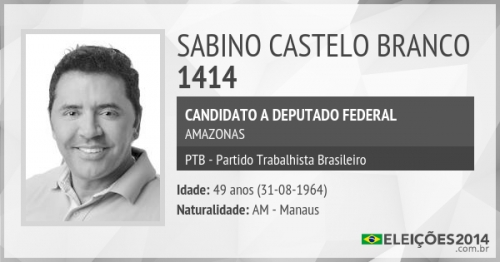 SABINO CASTELO BRANCO
1414
CANDIDATO A DEPUTADO FEDERAL
AMAZONAS
PTB - Partido Trabalhista Brasileiro
Idade: 49 anos (31-08-1964)
Naturalidade: AM - Manaus
ELEIÇÕES2014
.com.br